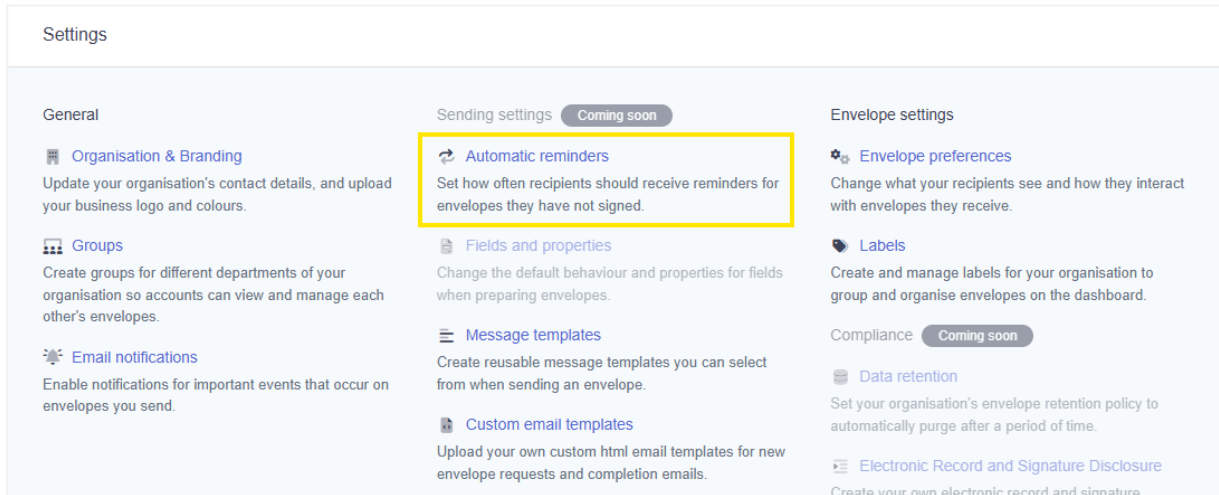 Settings
General
Organisation & Branding
Update your organisation's contact details, and upload
your business logo and colours.
Groups
Create groups for different departments of your
organisation so accounts can view and manage each
other's envelopes.
Email notifications
Enable notifications for important events that occur on
envelopes you send.
Sending settings Coming soon
Automatic reminders
Set how often recipients should receive reminders for
envelopes they have not signed.
Fields and properties
Change the default behaviour and properties for fields
when preparing envelopes.
Message templates
Create reusable message templates you can select
from when sending an envelope.
Custom email templates
Upload your own custom html email templates for new
envelope requests and completion emails.
Envelope settings
Envelope preferences
Change what your recipients see and how they interact
with envelopes they receive.
Labels
Create and manage labels for your organisation to
group and organise envelopes on the dashboard.
Compliance Coming soon
Data retention
Set your organisation's envelope retention policy to
automatically purge after a period of time.
Electronic Record and Signature Disclosure
Create your own electronic record and signature